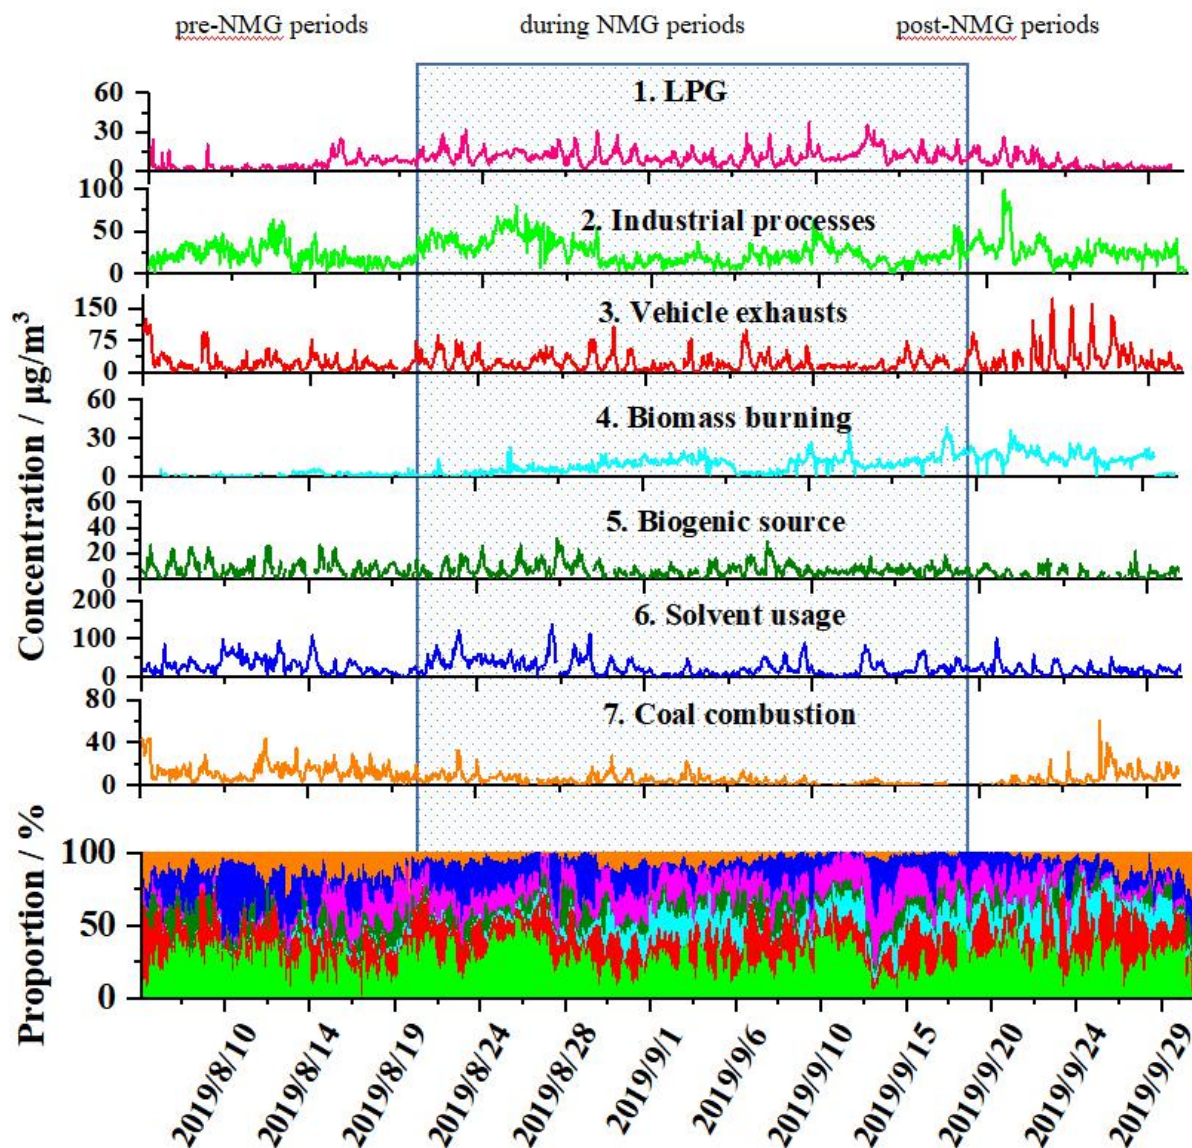 pre-NMG periods during NMG periods post-NMG periods
1. LPG
60
30
0
2. Industrial processes
100
50
0
3. Vehicle exhausts
150
75
0
4. Biomass burning
60
30
0
5. Biogenic source
60
40
20
0
6. Solvent usage
200
100
0
7. Coal combustion
80
40
0
Concentration / μg/m³
100
50
0
Proportion / %
2019/8/10 2019/8/14 2019/8/19 2019/8/24 2019/8/28 2019/9/1 2019/9/6 2019/9/10 2019/9/15 2019/9/20 2019/9/24 2019/9/29